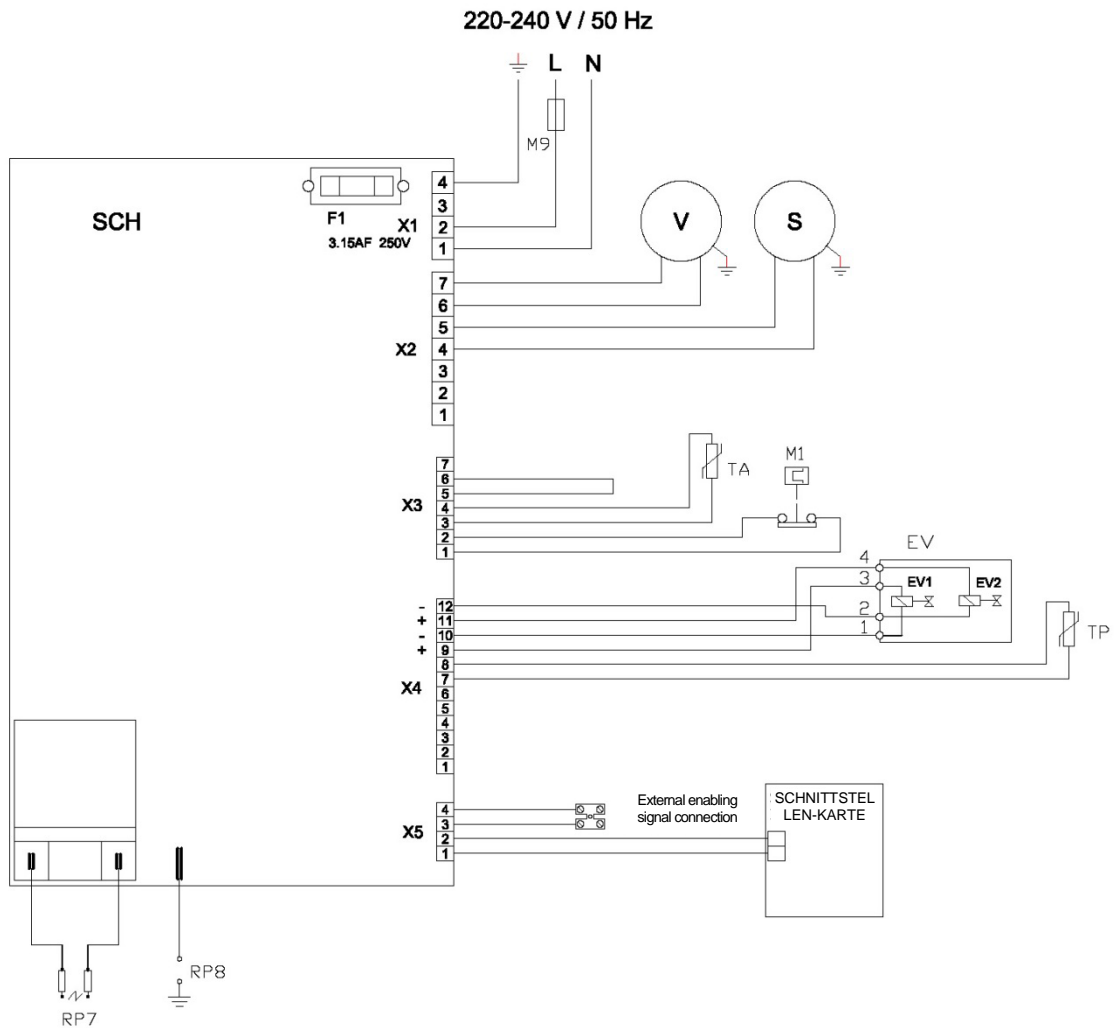 220-240 V / 50 Hz
L N
M9
F1
3.15AF 250V
SCH
X1
4
3
2
1
V
S
X2
7
6
5
4
3
2
1
X3
7
6
5
4
3
2
1
TA
M1
EV
4
3
2
1
EV1
EV2
TP
X4
- 12
+ 11
- 10
+ 9
8
7
6
5
4
3
2
1
X5
4
3
2
1
External enabling
signal connection
SCHNITTSTEL
LEN-KARTE
RP7
RP8